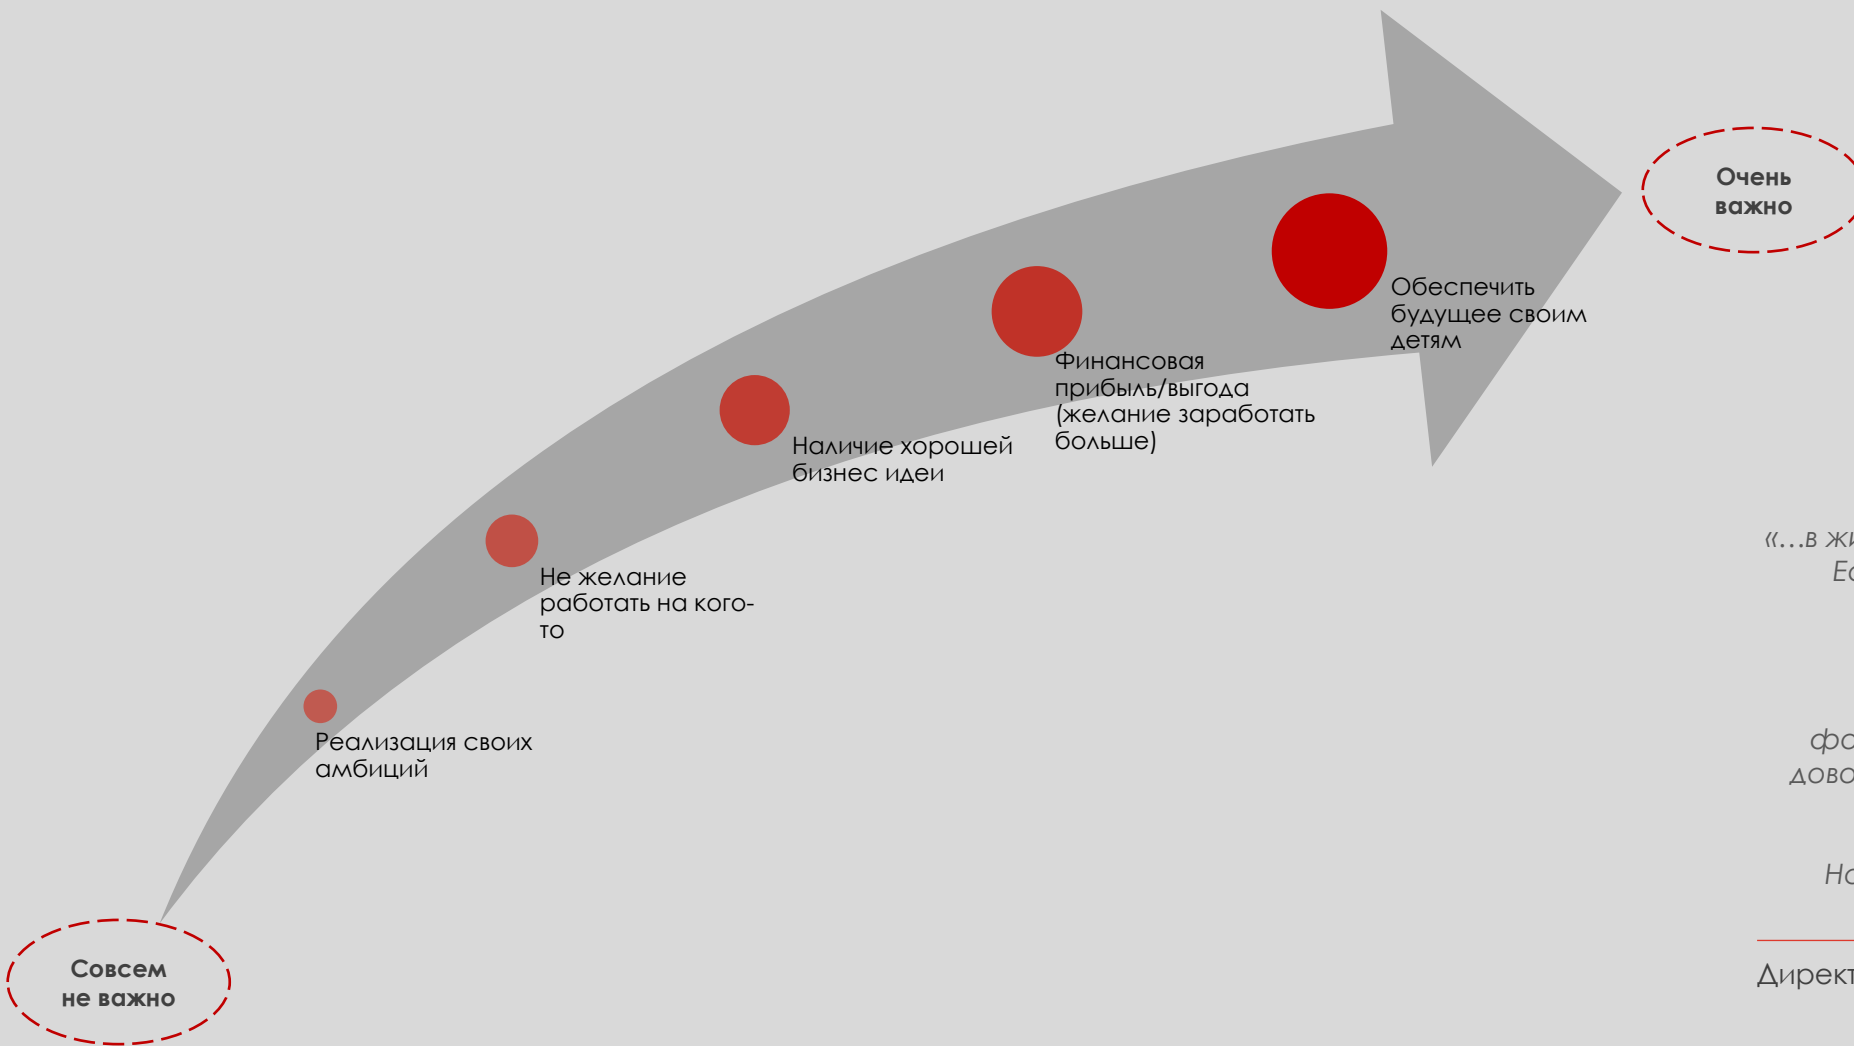 Очень
важно
Обеспечить
будущее своим
детям
Финансовая
прибыль/выгода
(желание заработать
больше)
Наличие хорошей
бизнес идеи
Не желание
работать на кого-
то
Реализация своих
амбиций
Совсем
не важно
«…в